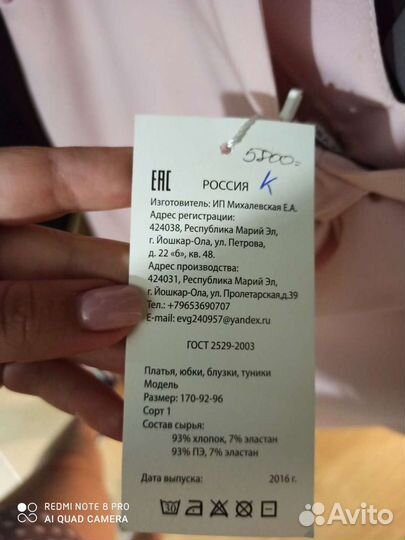 5800=
EAC РОССИЯ К
Изготовитель: ИП Михалевская Е.А.
Адрес регистрации:
424038, Республика Марий Эл,
г. Йошкар-Ола, ул. Петрова,
д. 22 «б», кв. 48.
Адрес производства:
424031, Республика Марий Эл,
г. Йошкар-Ола, ул. Пролетарская,д.39
Тел.: +79653690707
E-mail: evg240957@yandex.ru
ГОСТ 2529-2003
Платья, юбки, блузки, туники
Модель
Размер: 170-92-96
Сорт 1
Состав сырья:
93% хлопок, 7% эластан
93% ПЭ, 7% эластан
Дата выпуска: 2016 г.
30
REDMI NOTE 8 PRO
AI QUAD CAMERA
Avito